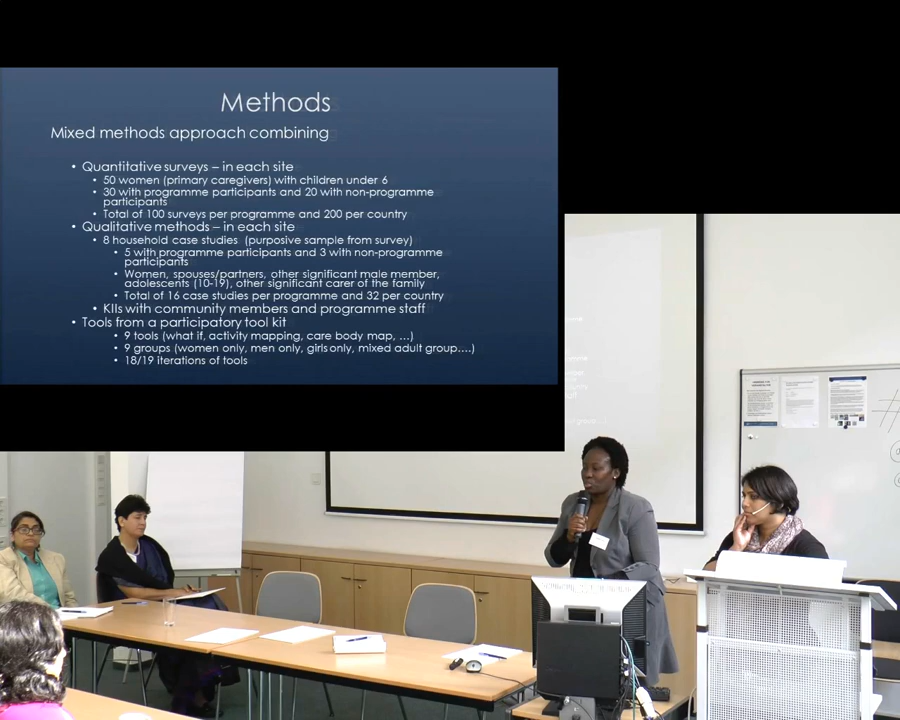 Methods
Mixed methods approach combining
• Quantitative surveys – in each site
• 50 women (primary caregivers) with children under 6
• 30 with programme participants and 20 with non-programme
participants
• Total of 100 surveys per programme and 200 per country
• Qualitative methods – in each site
• 8 household case studies (purposive sample from survey)
• 5 with programme participants and 3 with non-programme
participants
• Women, spouses/partners, other significant male member,
adolescents (10-19), other significant carer of the family
• Total of 16 case studies per programme and 32 per country
• KIIs with community members and programme staff
• Tools from a participatory tool kit
• 9 tools (what if, activity mapping, care body map, …)
• 9 groups (women only, men only, girls only, mixed adult group….)
• 18/19 iterations of tools